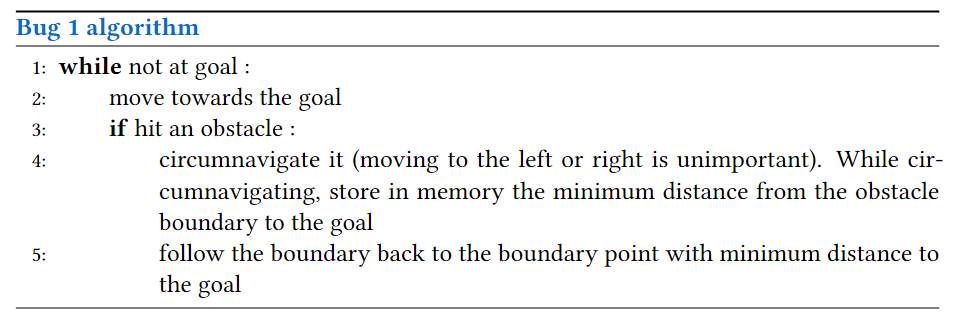 Bug 1 algorithm
1: while not at goal :
2: move towards the goal
3: if hit an obstacle :
4: circumnavigate it (moving to the left or right is unimportant). While cir-
cumnavigating, store in memory the minimum distance from the obstacle
boundary to the goal
5: follow the boundary back to the boundary point with minimum distance to
the goal